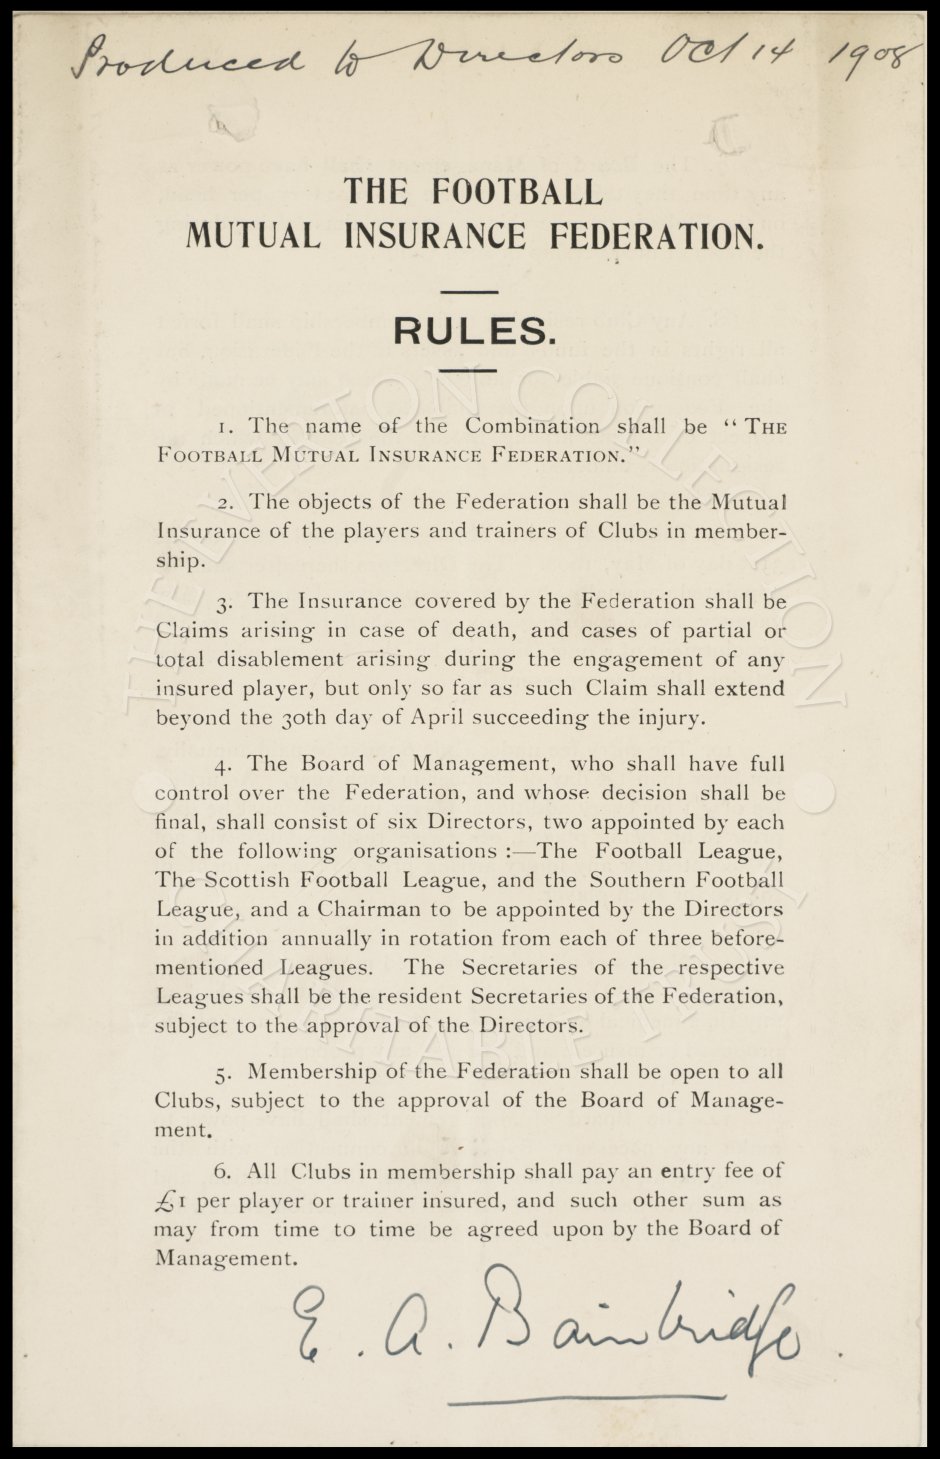 Produced to Directors Oct 14 1908
THE FOOTBALL
MUTUAL INSURANCE FEDERATION.
RULES.
1. The name of the Combination shall be “THE
FOOTBALL MUTUAL INSURANCE FEDERATION.”
2. The objects of the Federation shall be the Mutual
Insurance of the players and trainers of Clubs in member-
ship.
3. The Insurance covered by the Federation shall be
Claims arising in case of death, and cases of partial or
total disablement arising during the engagement of any
insured player, but only so far as such Claim shall extend
beyond the 30th day of April succeeding the injury.
4. The Board of Management, who shall have full
control over the Federation, and whose decision shall be
final, shall consist of six Directors, two appointed by each
of the following organisations :—The Football League,
The Scottish Football League, and the Southern Football
League, and a Chairman to be appointed by the Directors
in addition annually in rotation from each of three before-
mentioned Leagues. The Secretaries of the respective
Leagues shall be the resident Secretaries of the Federation,
subject to the approval of the Directors.
5. Membership of the Federation shall be open to all
Clubs, subject to the approval of the Board of Manage-
ment.
6. All Clubs in membership shall pay an entry fee of
£1 per player or trainer insured, and such other sum as
may from time to time be agreed upon by the Board of
Management.
E. A. Bainbridge.
THE EVERTON COLLECTION
CHARITABLE TRUST